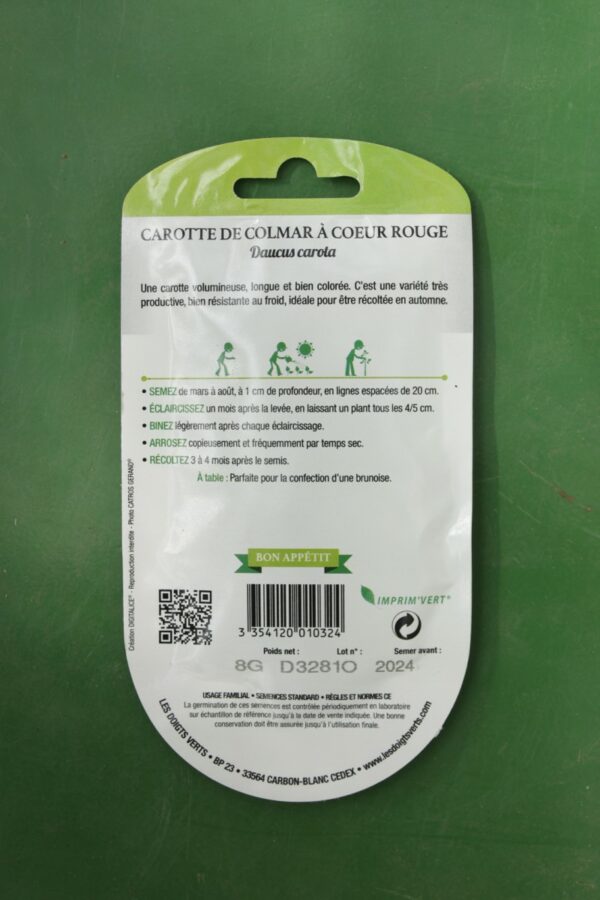 CAROTTE DE COLMAR À COEUR ROUGE
Daucus carota
Une carotte volumineuse, longue et bien colorée. C'est une variété très
productive, bien résistante au froid, idéale pour être récoltée en automne.
• SEMEZ de mars à août, à 1 cm de profondeur, en lignes espacées de 20 cm.
• ÉCLAIRCISSEZ un mois après la levée, en laissant un plant tous les 4/5 cm.
• BINEZ légèrement après chaque éclaircissage.
• ARROSEZ copieusement et fréquemment par temps sec.
• RÉCOLTEZ 3 à 4 mois après le semis.
À table : Parfaite pour la confection d'une brunoise.
Création DIGITALICE® - Reproduction interdite - Photo CATROS GERAND®
BON APPÉTIT
IMPRIM'VERT®
3 354120 010324
Poids net : Lot n° : Semer avant :
8G D3281O 2024
USAGE FAMILIAL • SEMENCES STANDARD • RÈGLES ET NORMES CE
La germination de ces semences est contrôlée périodiquement en laboratoire
sur échantillon de référence jusqu'à la date de vente indiquée. Une bonne
conservation doit être assurée jusqu'à l'utilisation finale.
LES DOIGTS VERTS • BP 23 • 33564 CARBON-BLANC CEDEX • www.lesdoigtsverts.com